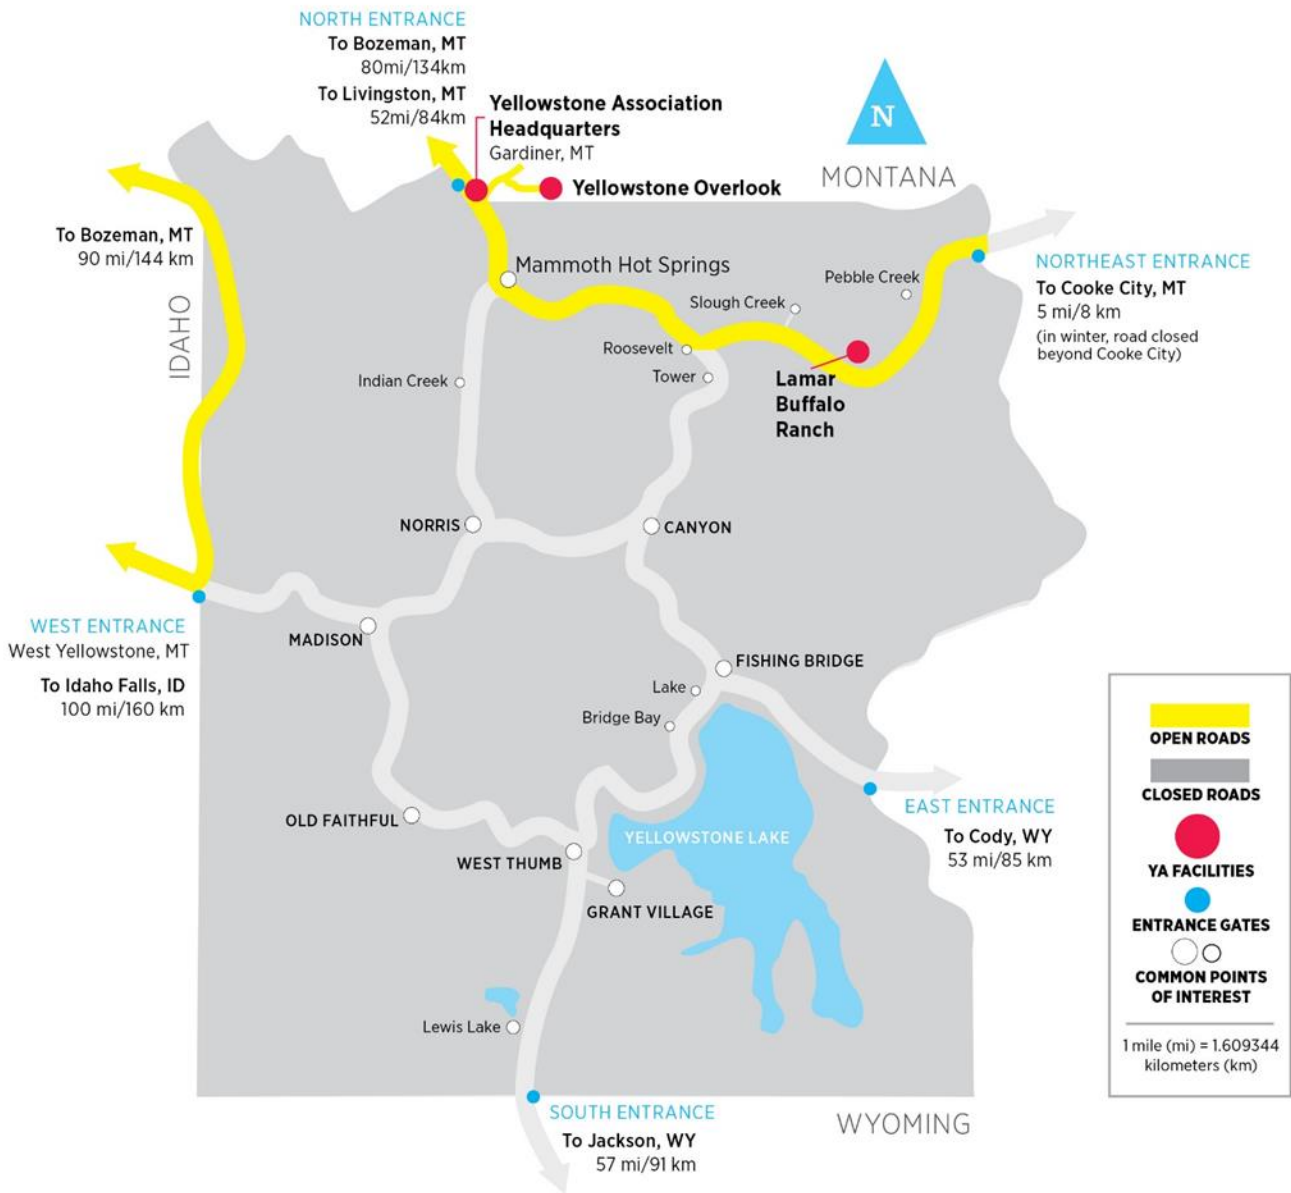 NORTH ENTRANCE
To Bozeman, MT
80mi/134km
To Livingston, MT
52mi/84km
Yellowstone Association
Headquarters
Gardiner, MT
Yellowstone Overlook
N
MONTANA
To Bozeman, MT
90 mi/144 km
IDAHO
Mammoth Hot Springs
Pebble Creek
Slough Creek
NORTHEAST ENTRANCE
To Cooke City, MT
5 mi/8 km
(in winter, road closed
beyond Cooke City)
Roosevelt
Tower
Indian Creek
Lamar
Buffalo
Ranch
NORRIS
CANYON
WEST ENTRANCE
West Yellowstone, MT
To Idaho Falls, ID
100 mi/160 km
MADISON
FISHING BRIDGE
Lake
Bridge Bay
OLD FAITHFUL
WEST THUMB
YELLOWSTONE LAKE
GRANT VILLAGE
EAST ENTRANCE
To Cody, WY
53 mi/85 km
Lewis Lake
SOUTH ENTRANCE
To Jackson, WY
57 mi/91 km
WYOMING
OPEN ROADS
CLOSED ROADS
YA FACILITIES
ENTRANCE GATES
COMMON POINTS
OF INTEREST
1 mile (mi) = 1.609344
kilometers (km)